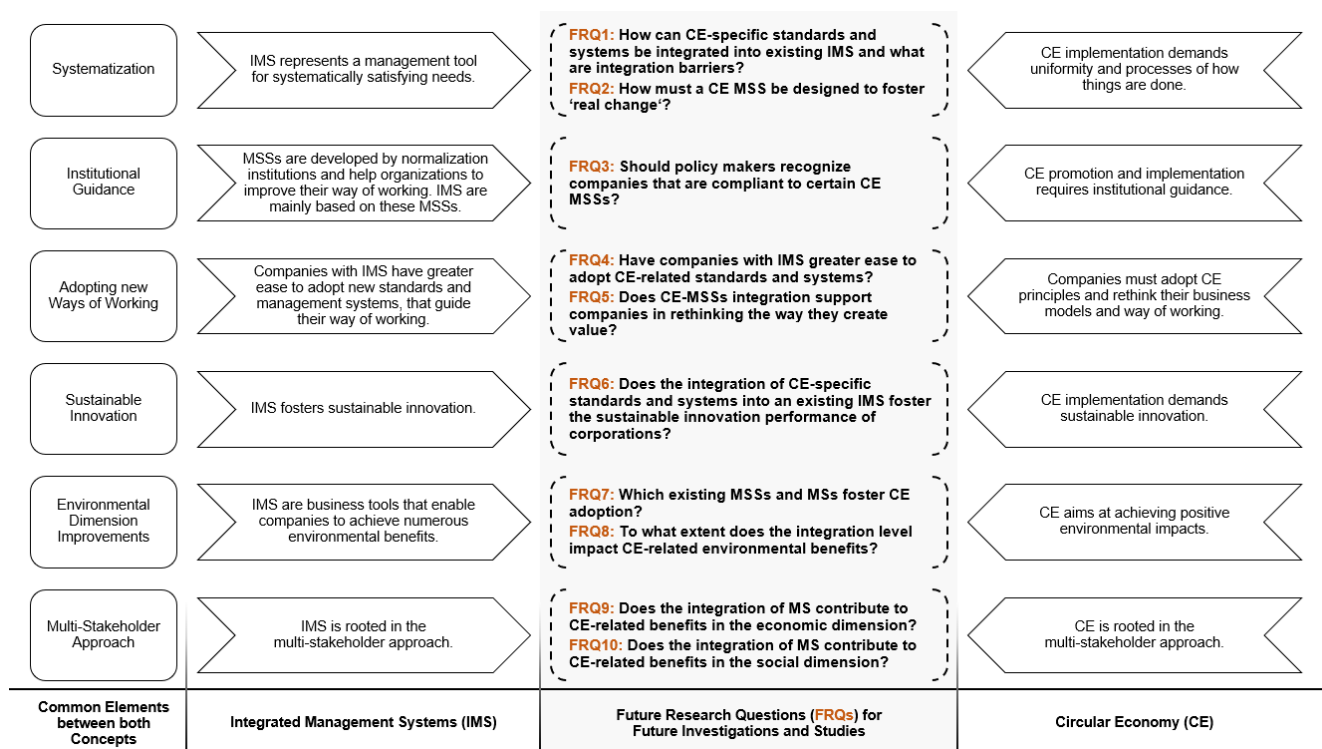 Systematization
IMS represents a management tool
for systematically satisfying needs.
FRQ1: How can CE-specific standards and
systems be integrated into existing IMS and what
are integration barriers?
FRQ2: How must a CE MSS be designed to foster
‘real change‘?
CE implementation demands
uniformity and processes of how
things are done.
Institutional
Guidance
MSSs are developed by normalization
institutions and help organizations to
improve their way of working. IMS are
mainly based on these MSSs.
FRQ3: Should policy makers recognize
companies that are compliant to certain CE
MSSs?
CE promotion and implementation
requires institutional guidance.
Adopting new
Ways of Working
Companies with IMS have greater
ease to adopt new standards and
management systems, that guide
their way of working.
FRQ4: Have companies with IMS greater ease to
adopt CE-related standards and systems?
FRQ5: Does CE-MSSs integration support
companies in rethinking the way they create
value?
Companies must adopt CE
principles and rethink their business
models and way of working.
Sustainable
Innovation
IMS fosters sustainable innovation.
FRQ6: Does the integration of CE-specific
standards and systems into an existing IMS foster
the sustainable innovation performance of
corporations?
CE implementation demands
sustainable innovation.
Environmental
Dimension
Improvements
IMS are business tools that enable
companies to achieve numerous
environmental benefits.
FRQ7: Which existing MSSs and MSs foster CE
adoption?
FRQ8: To what extent does the integration level
impact CE-related environmental benefits?
CE aims at achieving positive
environmental impacts.
Multi-Stakeholder
Approach
IMS is rooted in the
multi-stakeholder approach.
FRQ9: Does the integration of MS contribute to
CE-related benefits in the economic dimension?
FRQ10: Does the integration of MS contribute to
CE-related benefits in the social dimension?
CE is rooted in the
multi-stakeholder approach.
Common Elements
between both
Concepts
Integrated Management Systems (IMS)
Future Research Questions (FRQs) for
Future Investigations and Studies
Circular Economy (CE)